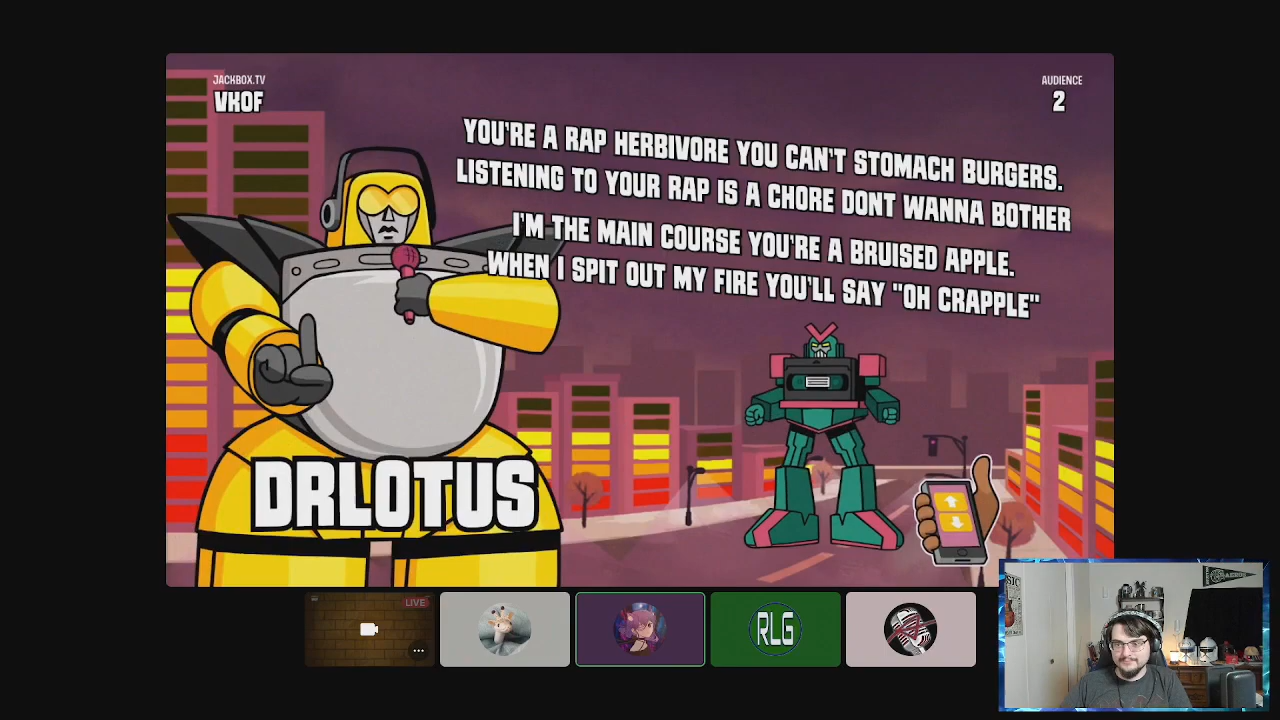 JACKBOX.TV
VKOF
AUDIENCE
2
YOU'RE A RAP HERBIVORE YOU CAN'T STOMACH BURGERS.
LISTENING TO YOUR RAP IS A CHORE DONT WANNA BOTHER
I'M THE MAIN COURSE YOU'RE A BRUISED APPLE.
WHEN I SPIT OUT MY FIRE YOU'LL SAY "OH CRAPPLE"
DRLOTUS
LIVE
RLG